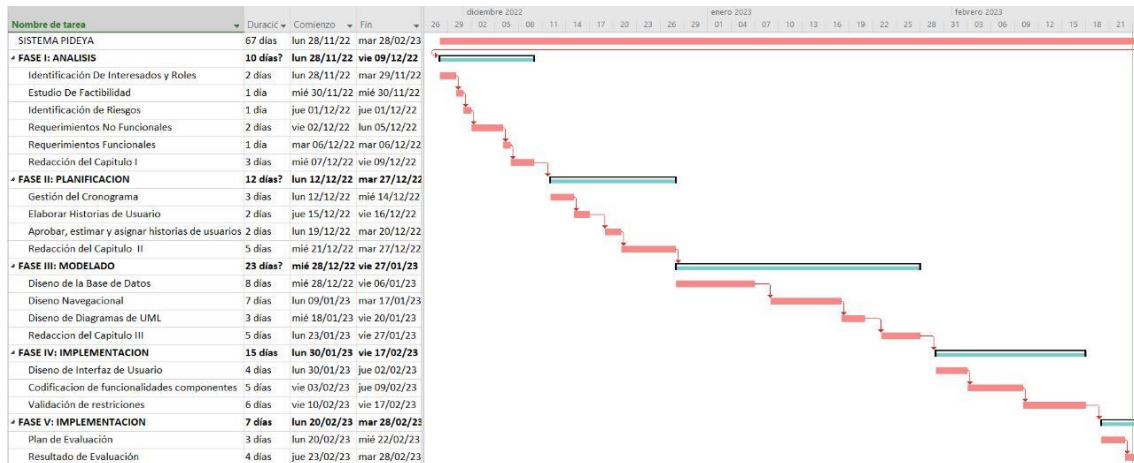 diciembre 2022 enero 2023 febrero 2023
Nombre de tarea Duració Comienzo Fin 26 29 02 05 08 11 14 17 20 23 26 29 01 04 07 10 13 16 19 22 25 28 31 03 06 09 12 15 18 21
SISTEMA PIDEYA 67 días lun 28/11/22 mar 28/02/23
FASE I: ANALISIS 10 días? lun 28/11/22 vie 09/12/22
Identificación De Interesados y Roles 2 días lun 28/11/22 mar 29/11/22
Estudio De Factibilidad 1 día mié 30/11/22 mié 30/11/22
Identificación de Riesgos 1 día jue 01/12/22 jue 01/12/22
Requerimientos No Funcionales 2 días vie 02/12/22 lun 05/12/22
Requerimientos Funcionales 1 día mar 06/12/22 mar 06/12/22
Redacción del Capitulo I 3 días mié 07/12/22 vie 09/12/22
FASE II: PLANIFICACION 12 días? lun 12/12/22 mar 27/12/22
Gestión del Cronograma 3 días lun 12/12/22 mié 14/12/22
Elaborar Historias de Usuario 2 días jue 15/12/22 vie 16/12/22
Aprobar, estimar y asignar historias de usuarios 2 días lun 19/12/22 mar 20/12/22
Redacción del Capitulo II 5 días mié 21/12/22 mar 27/12/22
FASE III: MODELADO 23 días? mié 28/12/22 vie 27/01/23
Diseno de la Base de Datos 8 días mié 28/12/22 vie 06/01/23
Diseno Navegacional 7 días lun 09/01/23 mar 17/01/23
Diseno de Diagramas de UML 3 días mié 18/01/23 vie 20/01/23
Redaccion del Capitulo III 5 días lun 23/01/23 vie 27/01/23
FASE IV: IMPLEMENTACION 15 días lun 30/01/23 vie 17/02/23
Diseno de Interfaz de Usuario 4 días lun 30/01/23 jue 02/02/23
Codificacion de funcionalidades componentes 5 días vie 03/02/23 jue 09/02/23
Validación de restriciones 6 días vie 10/02/23 vie 17/02/23
FASE V: IMPLEMENTACION 7 días lun 20/02/23 mar 28/02/23
Plan de Evaluación 3 días lun 20/02/23 mié 22/02/23
Resultado de Evaluación 4 días jue 23/02/23 mar 28/02/23